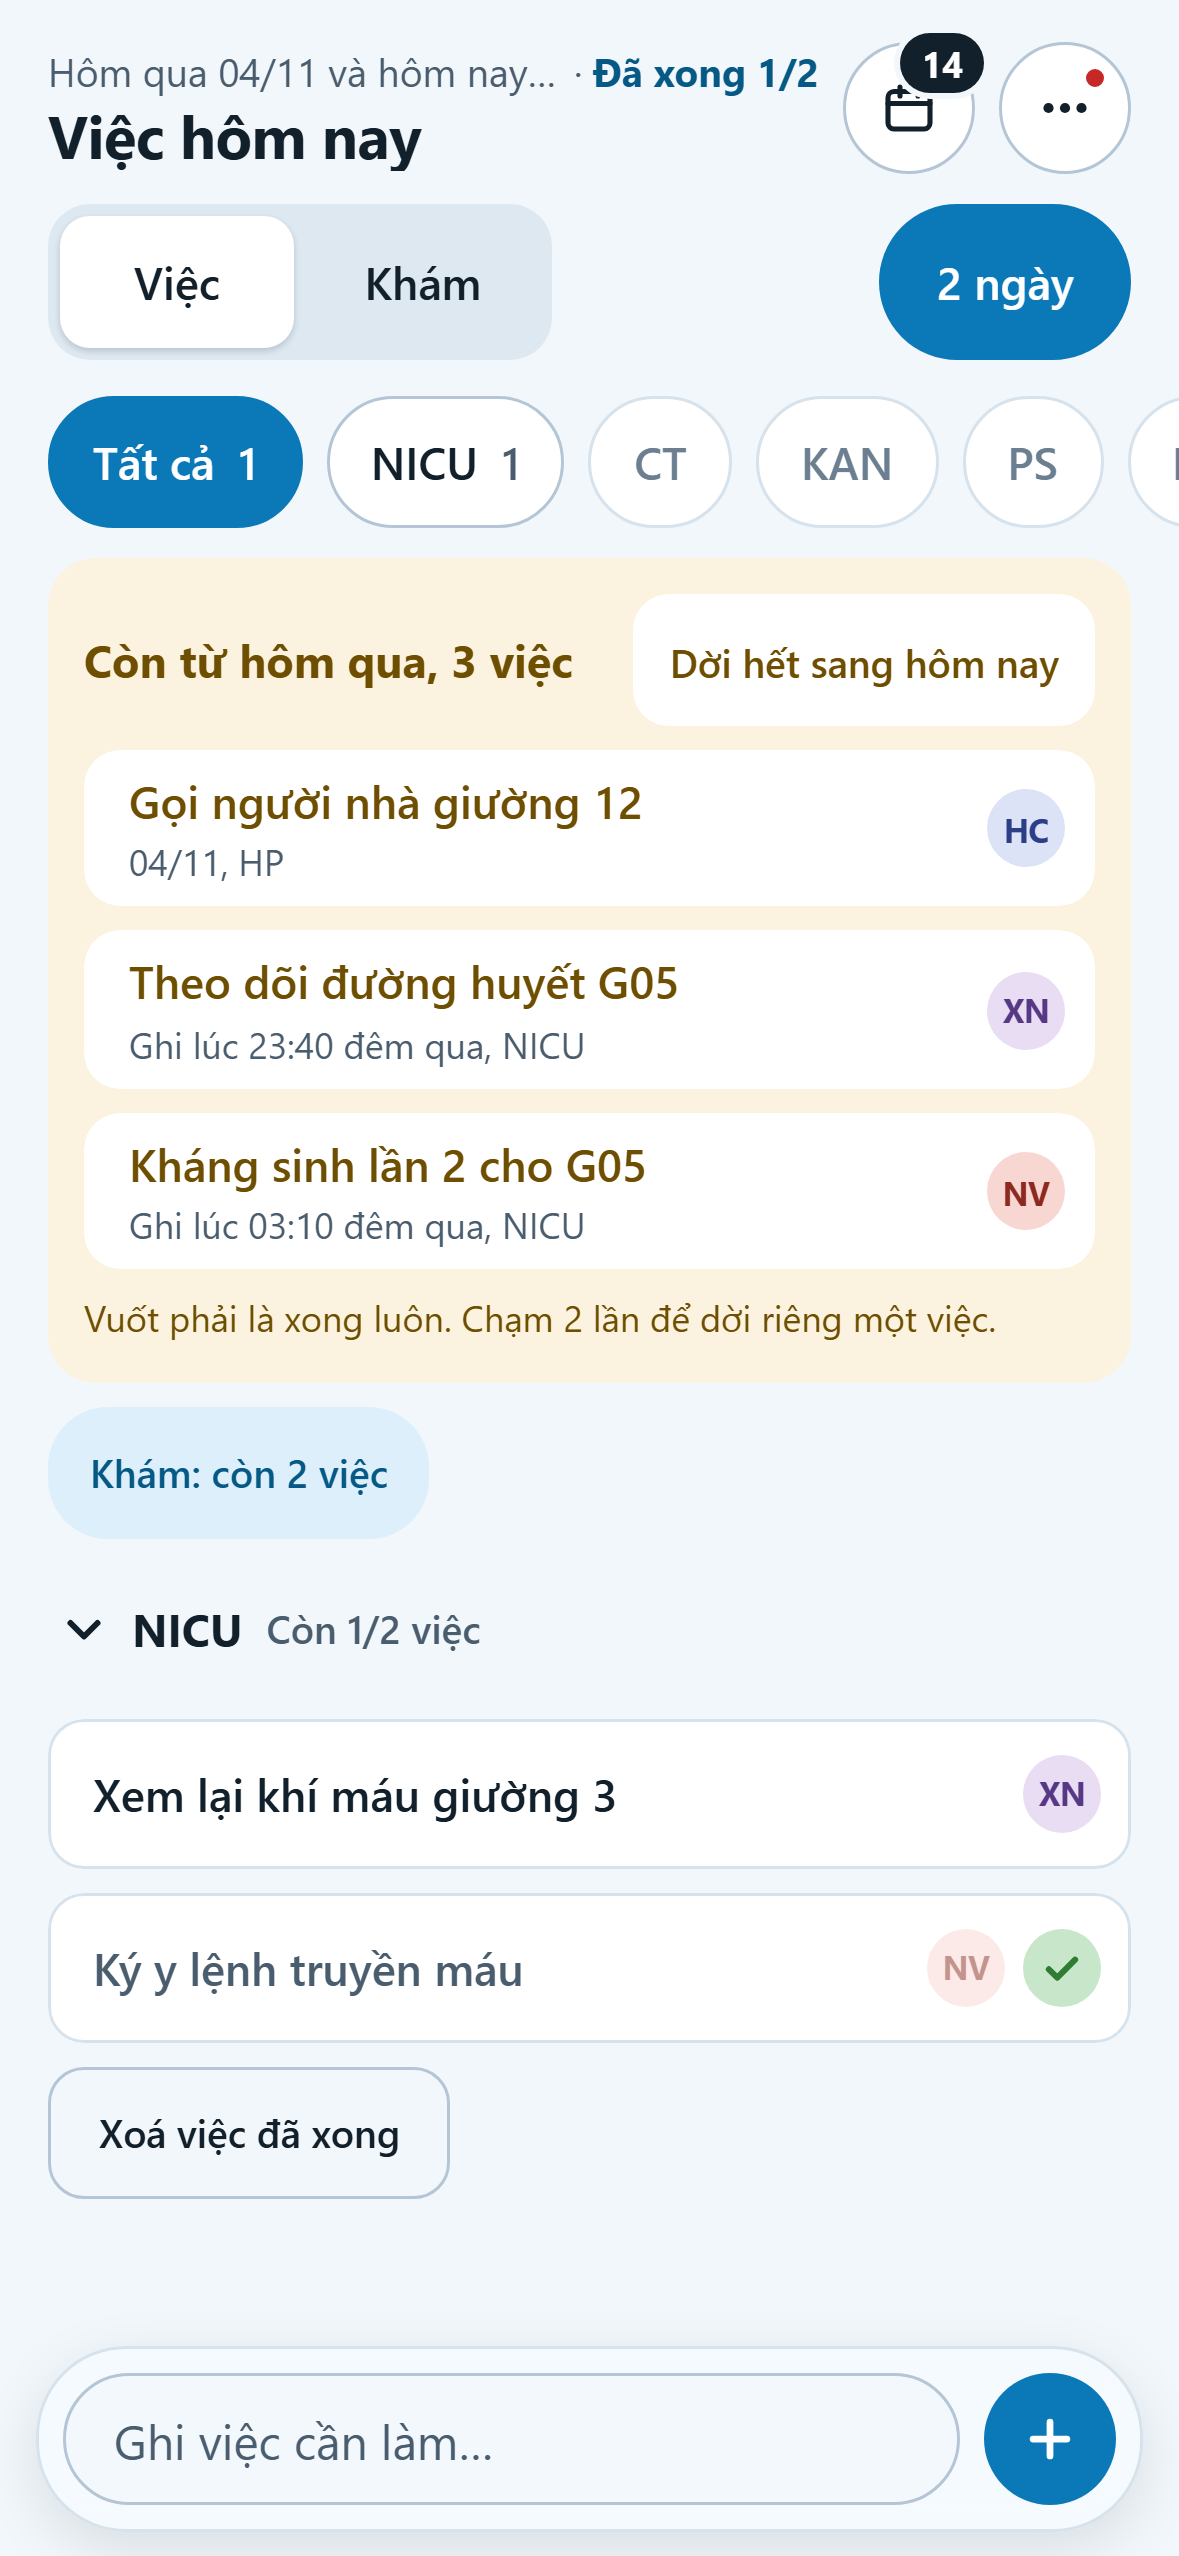 Hôm qua 04/11 và hôm nay... · Đã xong 1/2
14
Việc hôm nay
Việc
Khám
2 ngày
Tất cả 1
NICU 1
CT
KAN
PS
Còn từ hôm qua, 3 việc
Dời hết sang hôm nay
Gọi người nhà giường 12
04/11, HP
HC
Theo dõi đường huyết G05
Ghi lúc 23:40 đêm qua, NICU
XN
Kháng sinh lần 2 cho G05
Ghi lúc 03:10 đêm qua, NICU
NV
Vuốt phải là xong luôn. Chạm 2 lần để dời riêng một việc.
Khám: còn 2 việc
NICU Còn 1/2 việc
Xem lại khí máu giường 3
XN
Ký y lệnh truyền máu
NV
Xoá việc đã xong
Ghi việc cần làm...